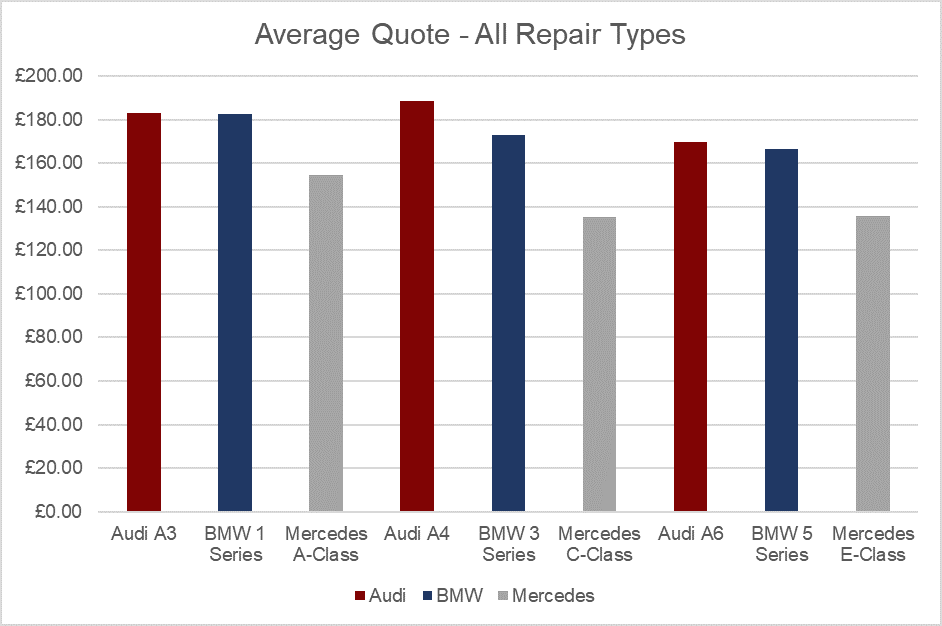 Average Quote - All Repair Types
£200.00
£180.00
£160.00
£140.00
£120.00
£100.00
£80.00
£60.00
£40.00
£20.00
£0.00
Audi A3
BMW 1
Series
Mercedes
A-Class
Audi A4
BMW 3
Series
Mercedes
C-Class
Audi A6
BMW 5
Series
Mercedes
E-Class
Audi
BMW
Mercedes